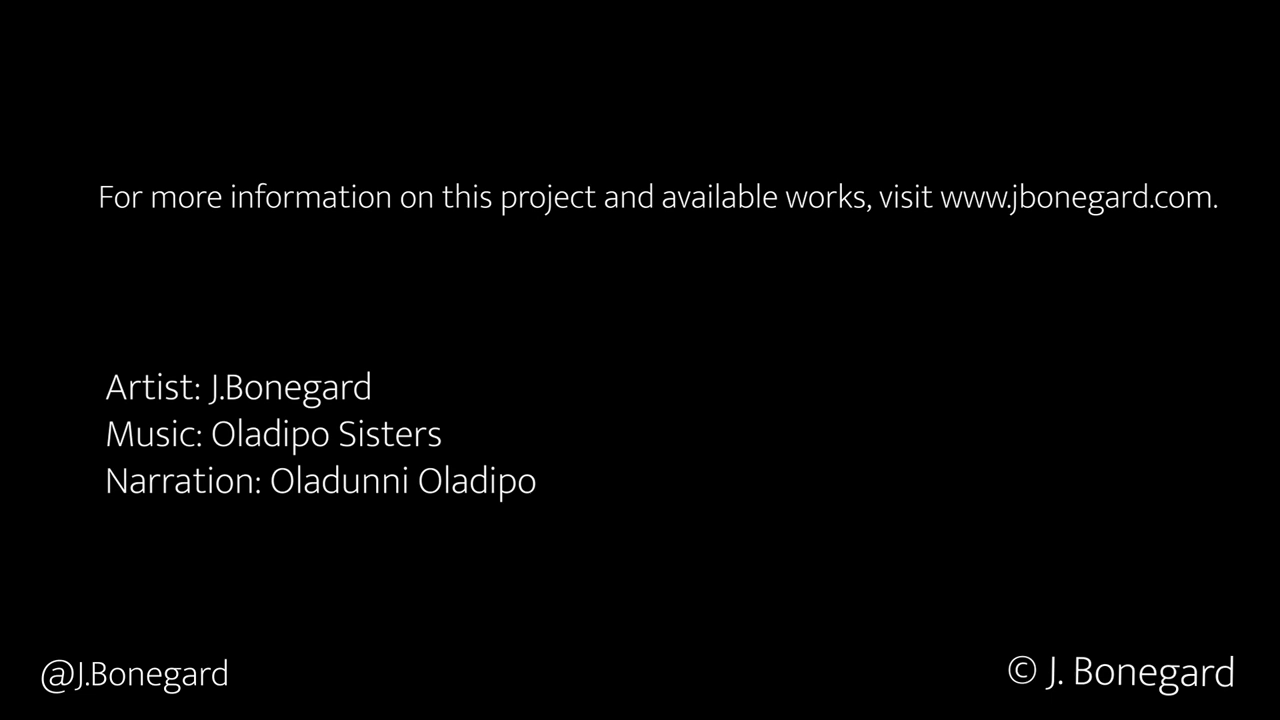 For more information on this project and available works, visit www.jbonegard.com.
Artist: J.Bonegard
Music: Oladipo Sisters
Narration: Oladunni Oladipo
@J.Bonegard
© J. Bonegard